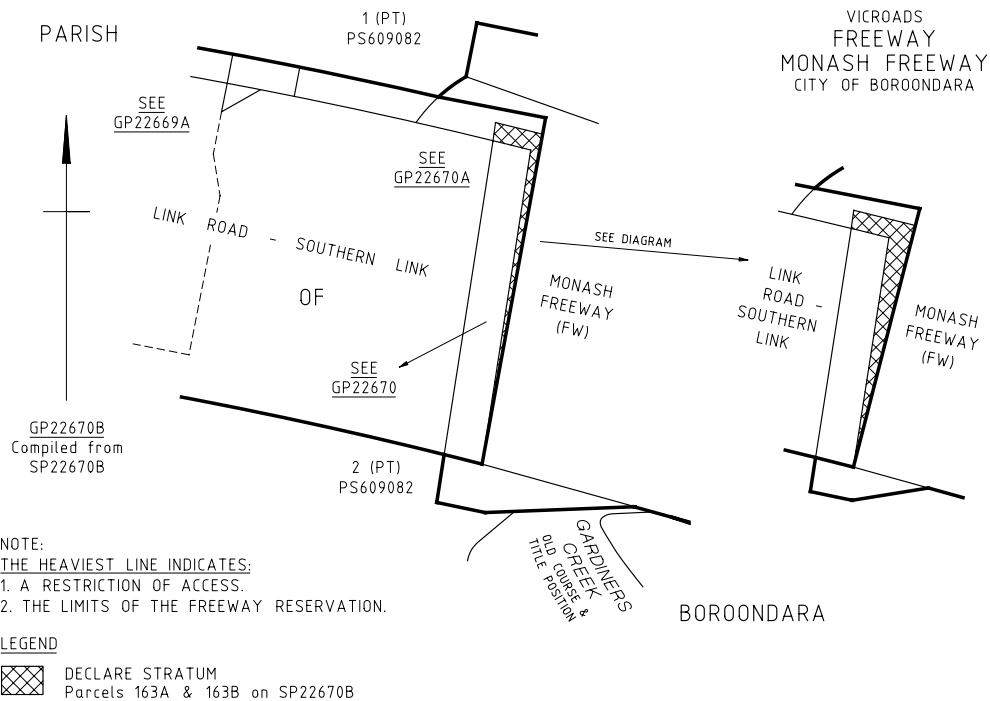 PARISH
1 (PT)
PS609082
VICROADS
FREEWAY
MONASH FREEWAY
CITY OF BOROONDARA
SEE
GP22669A
SEE
GP22670A
LINK ROAD - SOUTHERN LINK
OF
SEE DIAGRAM
MONASH
FREEWAY
(FW)
LINK
ROAD -
SOUTHERN
LINK
MONASH
FREEWAY
(FW)
SEE
GP22670
GP22670B
Compiled from
SP22670B
2 (PT)
PS609082
GARDINERS
CREEK
OLD COURSE &
TITLE POSITION
BOROONDARA
NOTE:
THE HEAVIEST LINE INDICATES:
1. A RESTRICTION OF ACCESS.
2. THE LIMITS OF THE FREEWAY RESERVATION.
LEGEND
DECLARE STRATUM
Parcels 163A & 163B on SP22670B